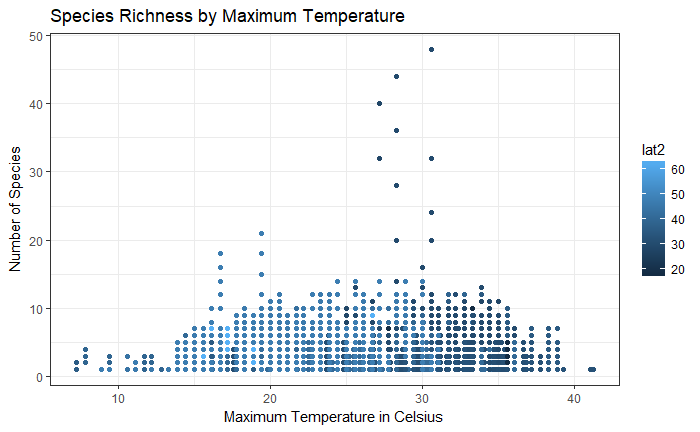 Species Richness by Maximum Temperature
Number of Species
50
40
30
20
10
0
10 20 30 40
Maximum Temperature in Celsius
lat2
60
50
40
30
20